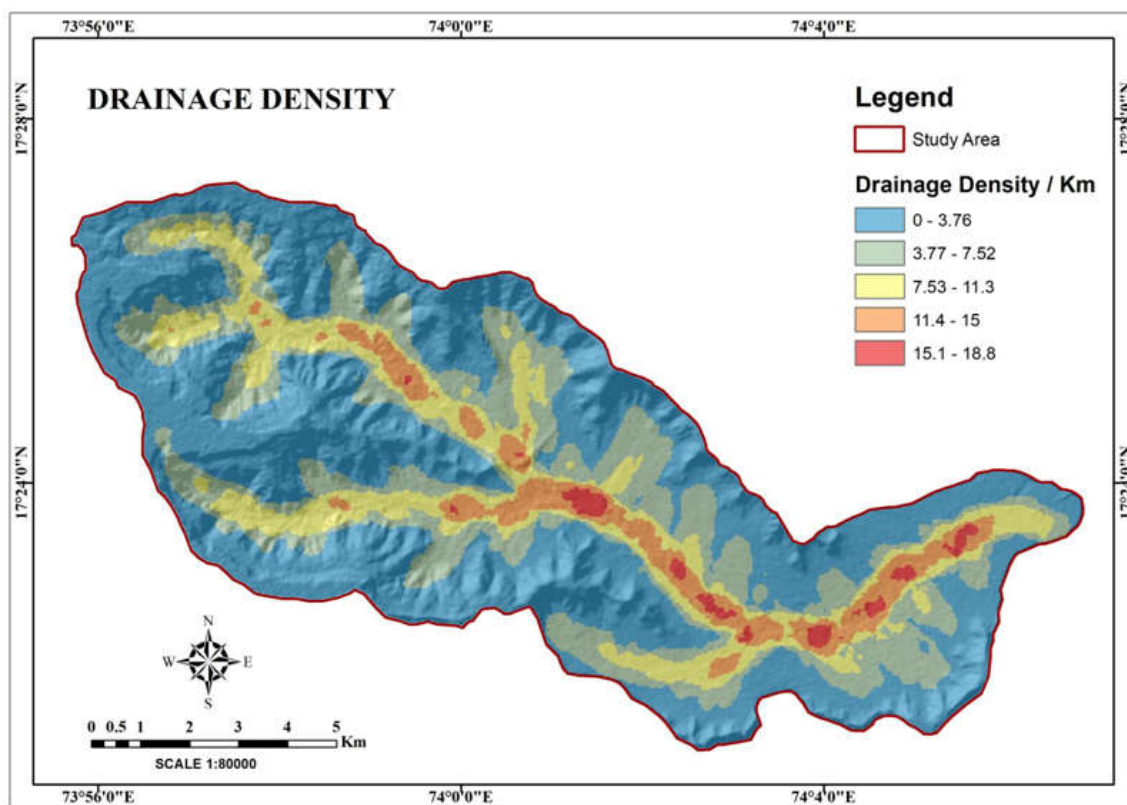 73°56'0"E 74°0'0"E 74°4'0"E
DRAINAGE DENSITY
17°28'0"N
17°28'0"N
Legend
Study Area
Drainage Density / Km
0 - 3.76
3.77 - 7.52
7.53 - 11.3
11.4 - 15
15.1 - 18.8
17°24'0"N
17°24'0"N
N
W E
S
0 0.5 1 2 3 4 5
Km
SCALE 1:80000
73°56'0"E 74°0'0"E 74°4'0"E